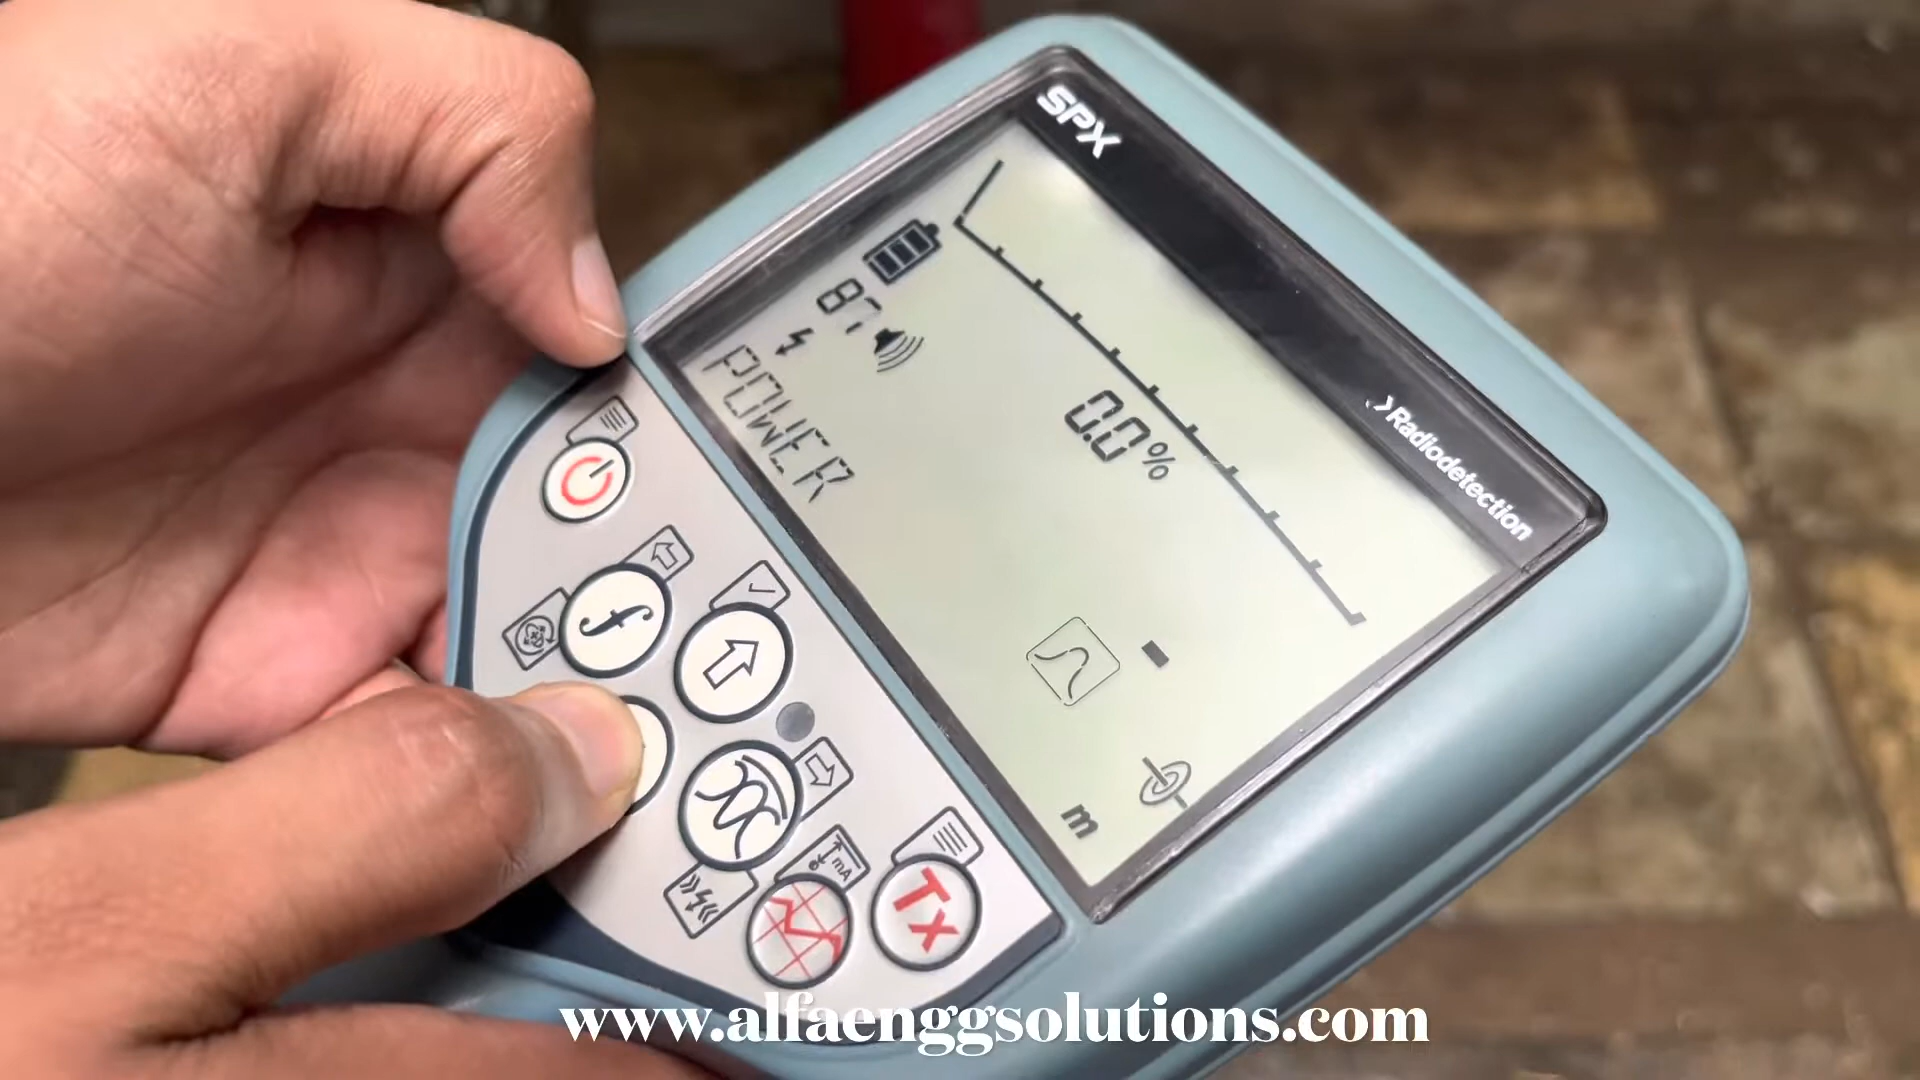 SPX
87
POWER
0.0%
m
Radiodetection
f
mA
Tx
www.alfaenggsolutions.com